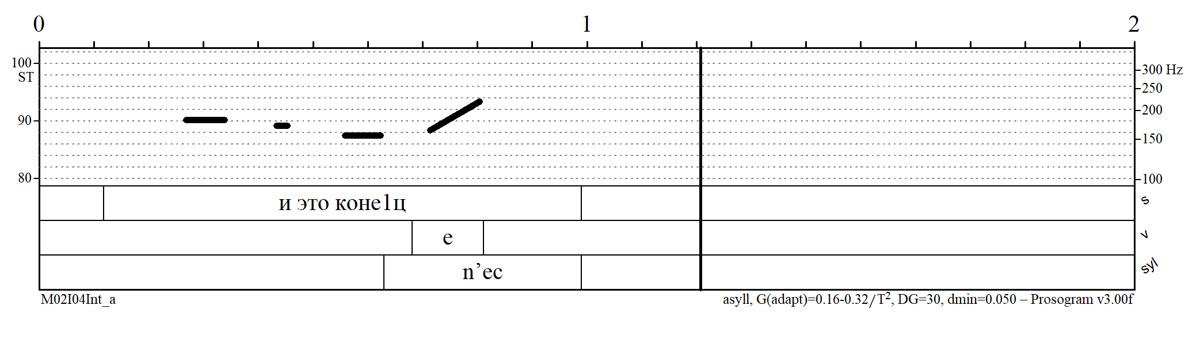 0 1 2
100 300 Hz
ST 250
90 200
150
80 100
и это коне1ц s
е v
n’ec syl
M02I04Int_a asyll, G(adapt)=0.16-0.32/T², DG=30, dmin=0.050 – Prosogram v3.00f